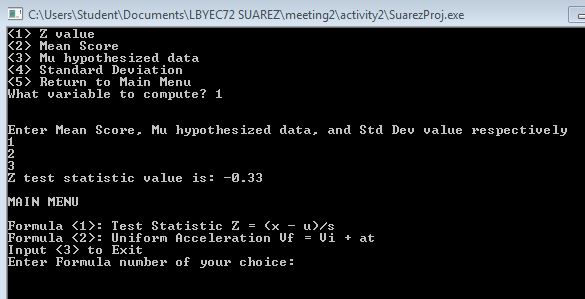 C:\Users\Student\Documents\LBYEC72 SUAREZ\meeting2\activity2\SuarezProj.exe
<1> Z value
<2> Mean Score
<3> Mu hypothesized data
<4> Standard Deviation
<5> Return to Main Menu
What variable to compute? 1
Enter Mean Score, Mu hypothesized data, and Std Dev value respectively
1
2
3
Z test statistic value is: -0.33
MAIN MENU
Formula <1>: Test Statistic Z = (x - u)/s
Formula <2>: Uniform Acceleration Vf = Vi + at
Input <3> to Exit
Enter Formula number of your choice: